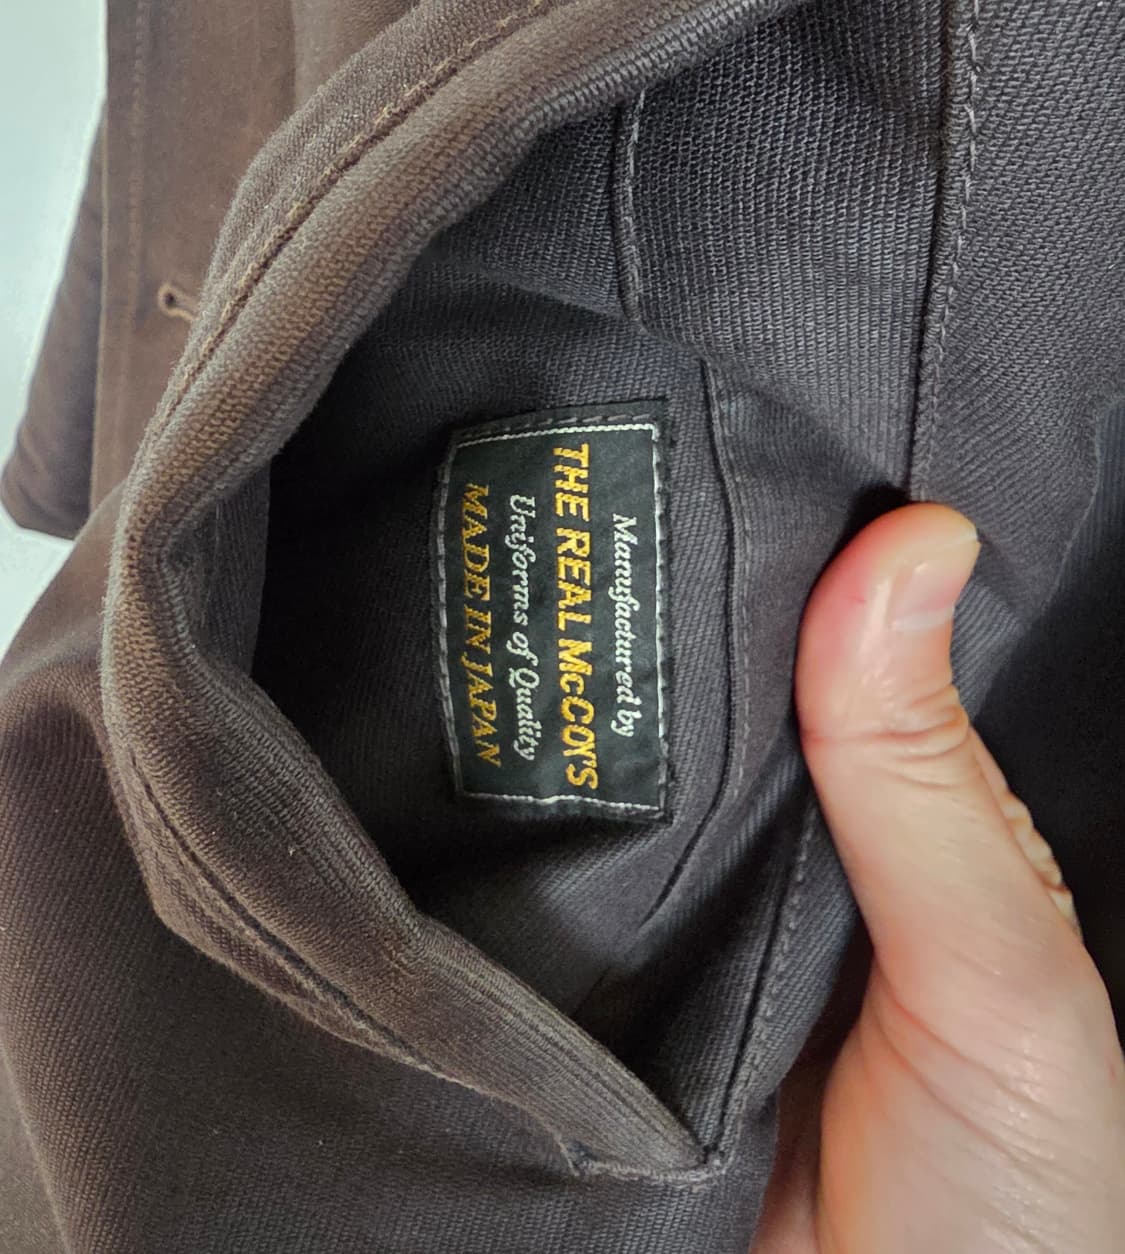 Manufactured by
THE REAL McCOY'S
Uniforms of Quality
MADE IN JAPAN